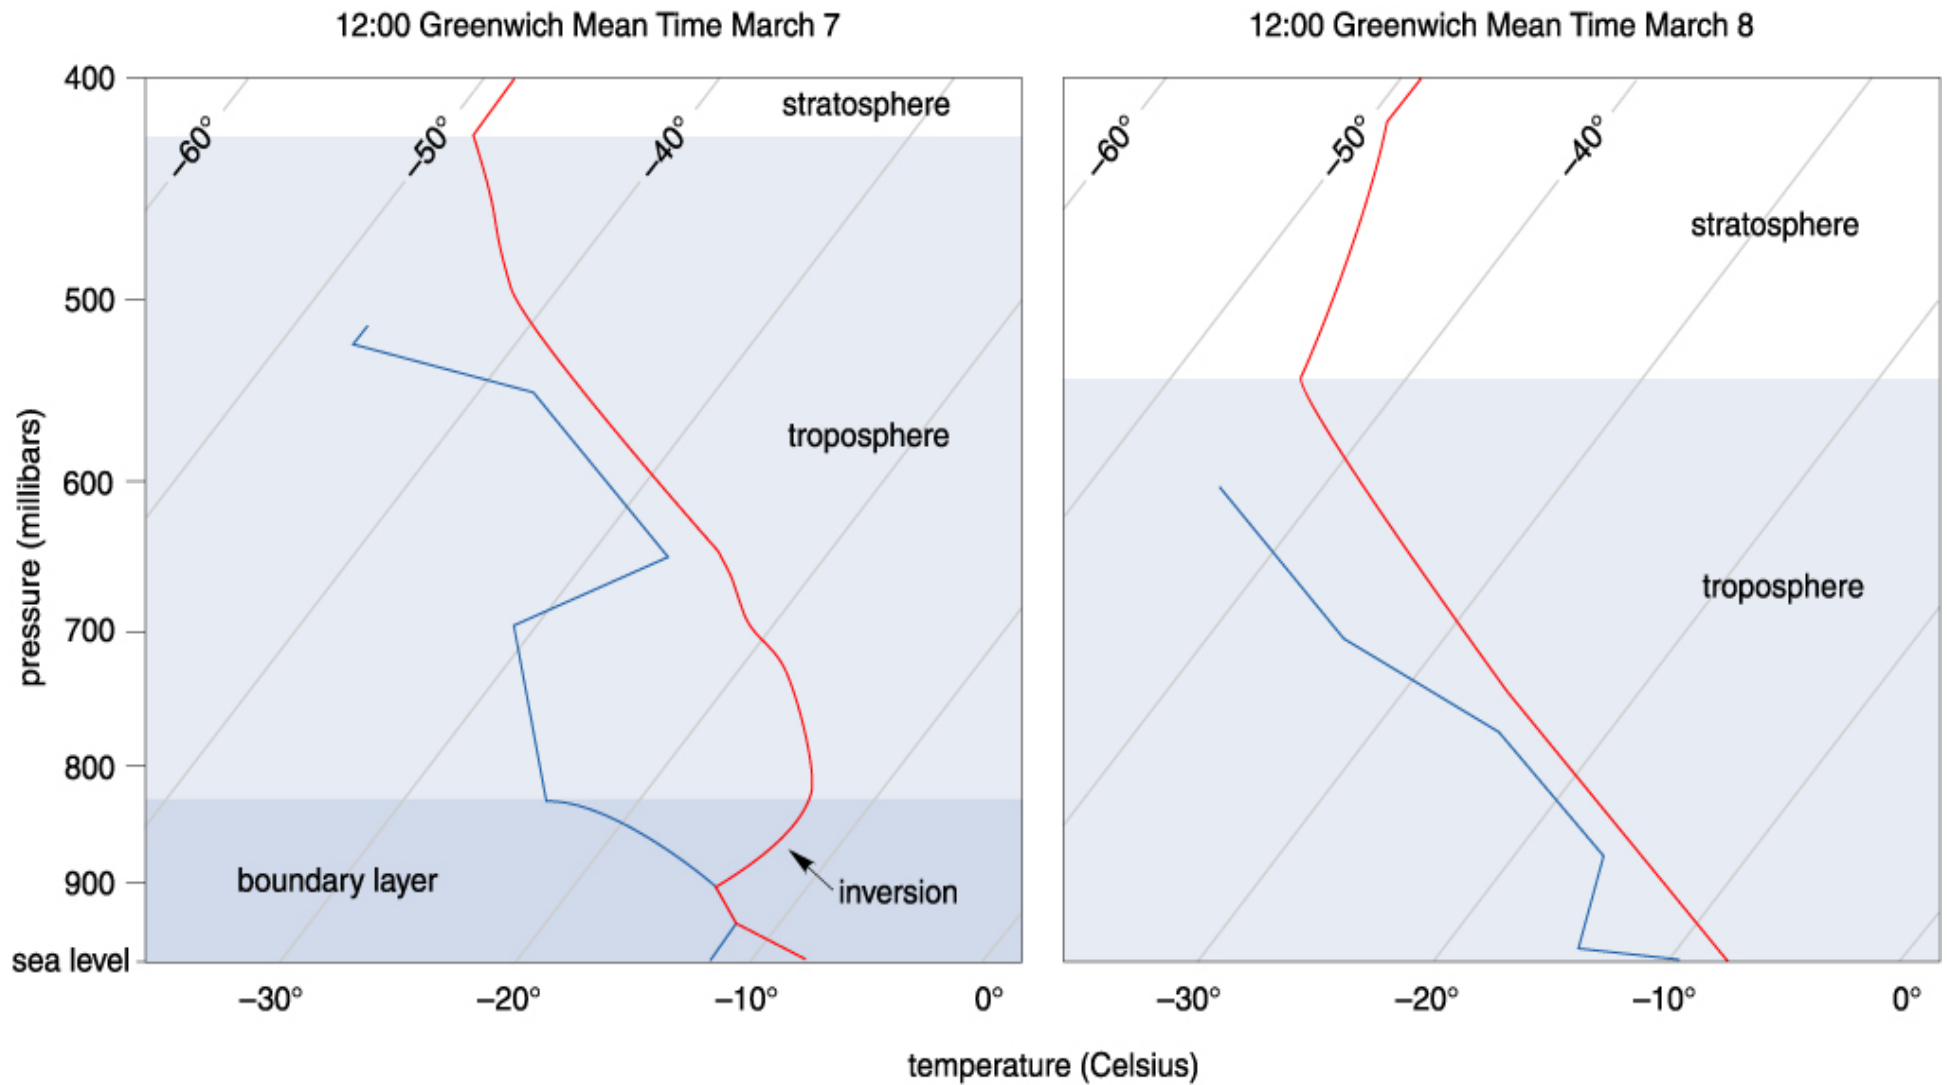 12:00 Greenwich Mean Time March 7
12:00 Greenwich Mean Time March 8
400
500
600
700
800
900
sea level
pressure (millibars)
–60°
–50°
–40°
stratosphere
troposphere
boundary layer
inversion
–30°
–20°
–10°
0°
–60°
–50°
–40°
stratosphere
troposphere
–30°
–20°
–10°
0°
temperature (Celsius)